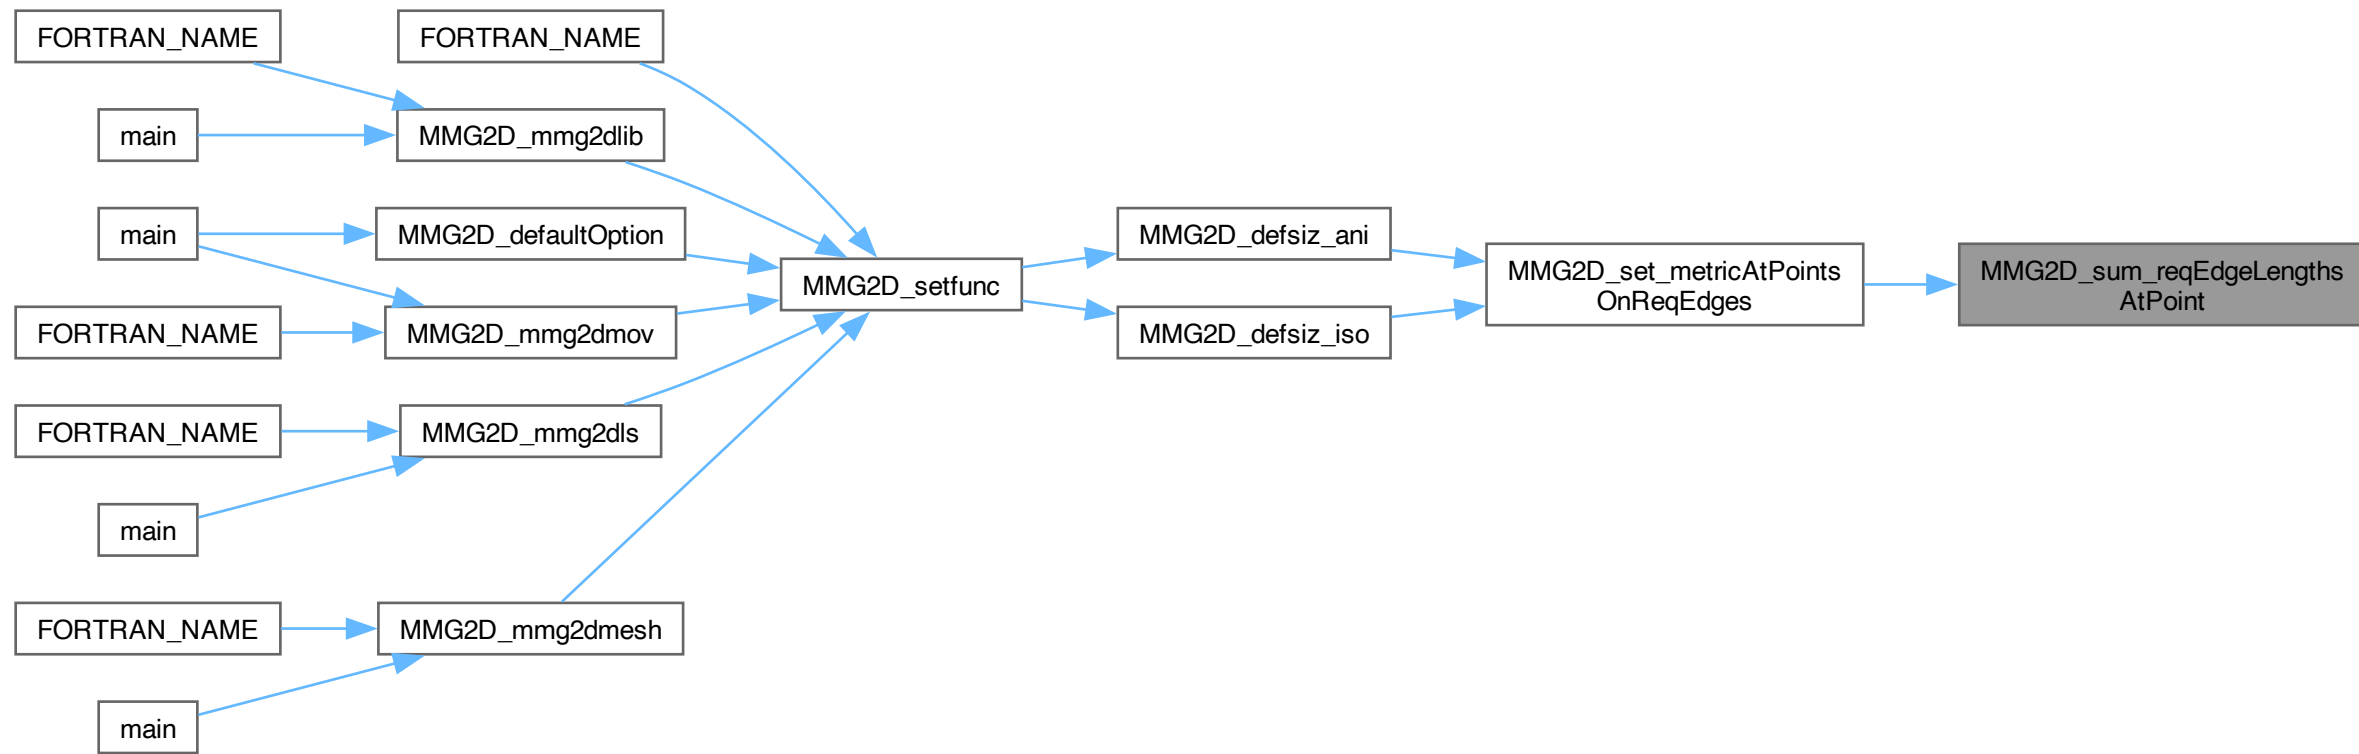 FORTRAN_NAME
FORTRAN_NAME
main
MMG2D_mmg2dlib
main
MMG2D_defaultOption
FORTRAN_NAME
MMG2D_mmg2dmov
FORTRAN_NAME
MMG2D_mmg2dls
main
FORTRAN_NAME
MMG2D_mmg2dmesh
main
MMG2D_setfunc
MMG2D_defsiz_ani
MMG2D_defsiz_iso
MMG2D_set_metricAtPoints
OnReqEdges
MMG2D_sum_reqEdgeLengths
AtPoint